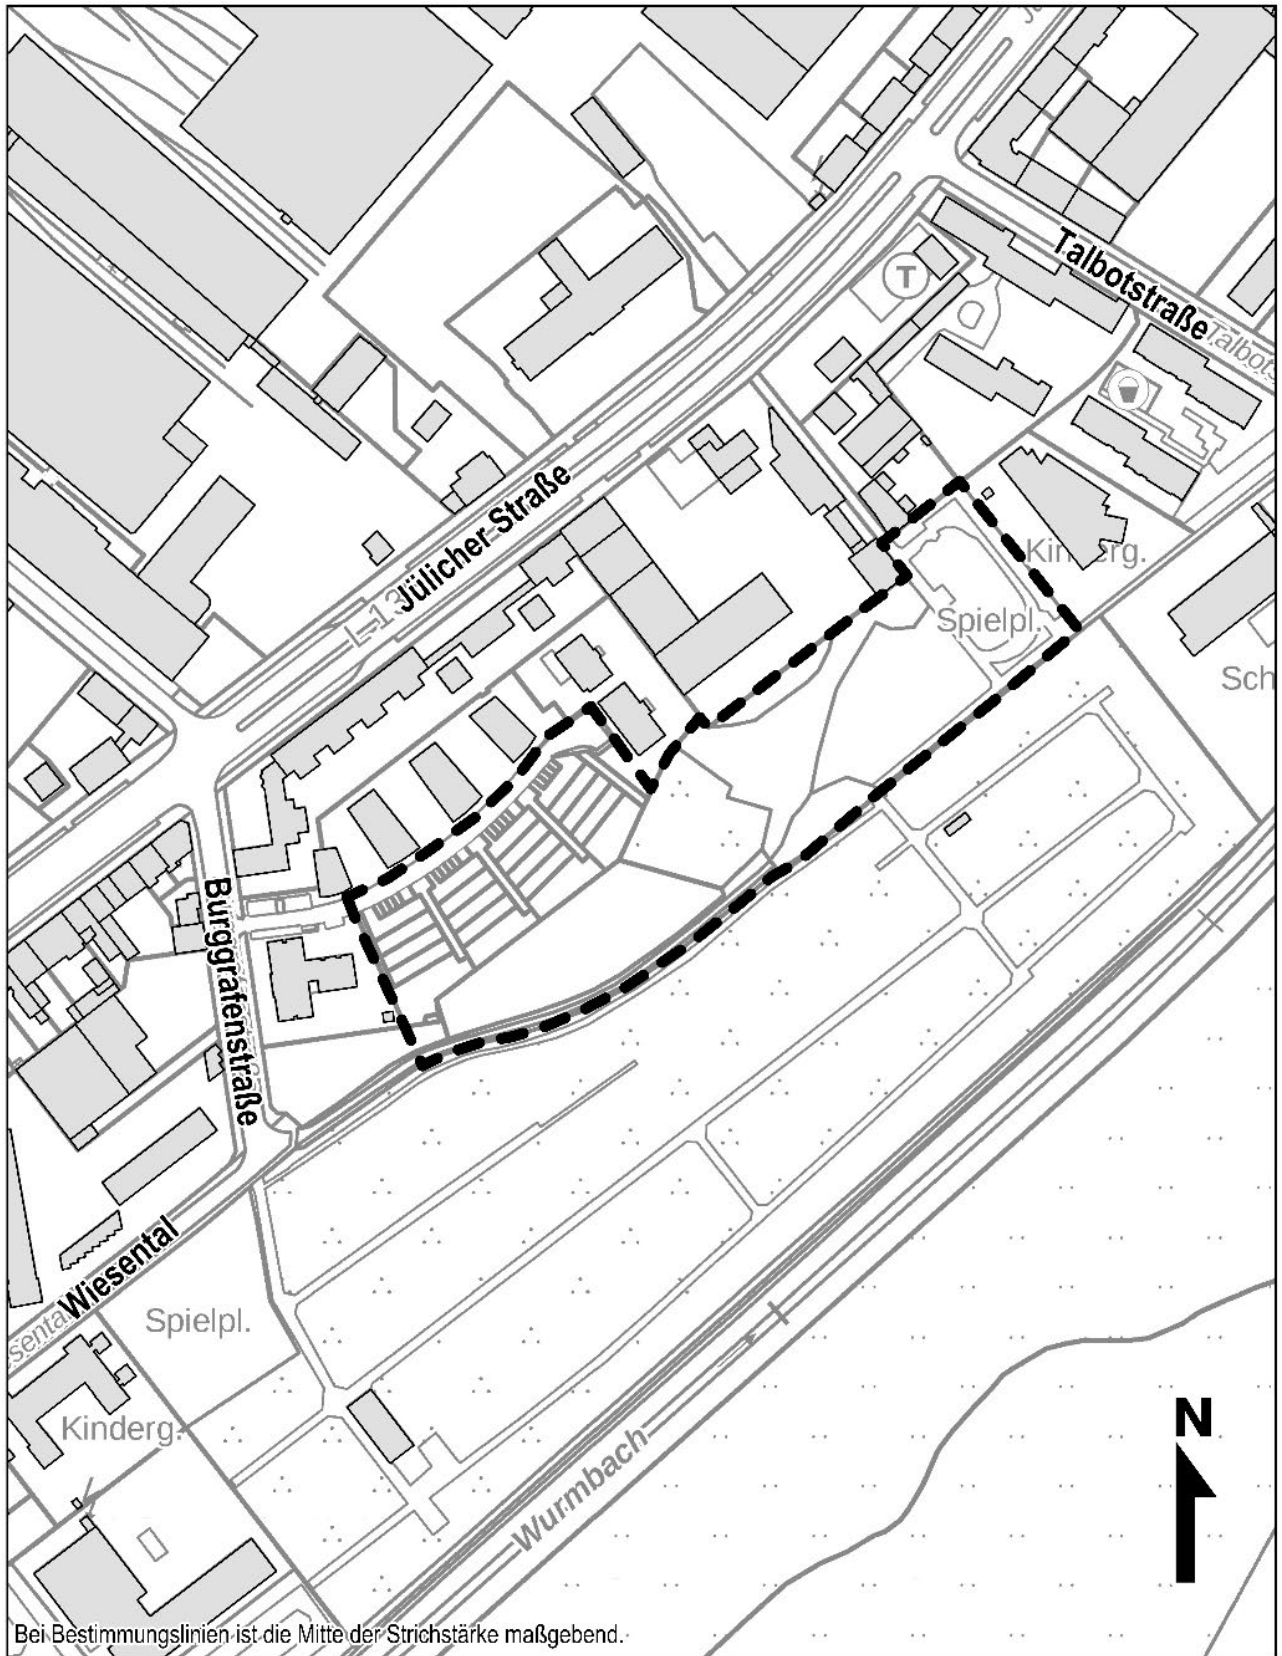 Talbotstraße
Talbots
T
Jülicher Straße
L 13
Kinderg.
Spielpl.
Sch
Burggrafenstraße
Wiesental
Spielpl.
Kinderg.
Wurmbach
N
Bei Bestimmungslinien ist die Mitte der Strichstärke maßgebend.